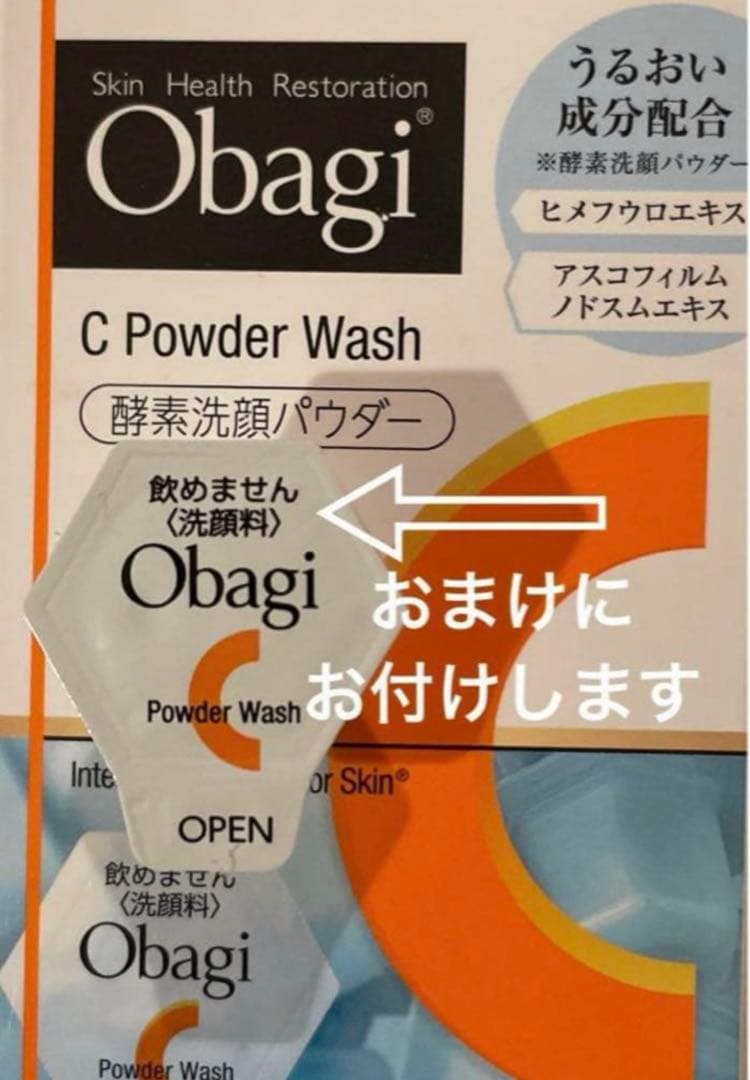 Skin Health Restoration
Obagi®
うるおい
成分配合
※酵素洗顔パウダー
ヒメフウロエキス
アスコフィルム
ノドスムエキス
C Powder Wash
酵素洗顔パウダー
飲めません
〈洗顔料〉
Obagi
Powder Wash
OPEN
おまけに
お付けします
or Skin®
飲めません
〈洗顔料〉
Obagi
Powder Wash